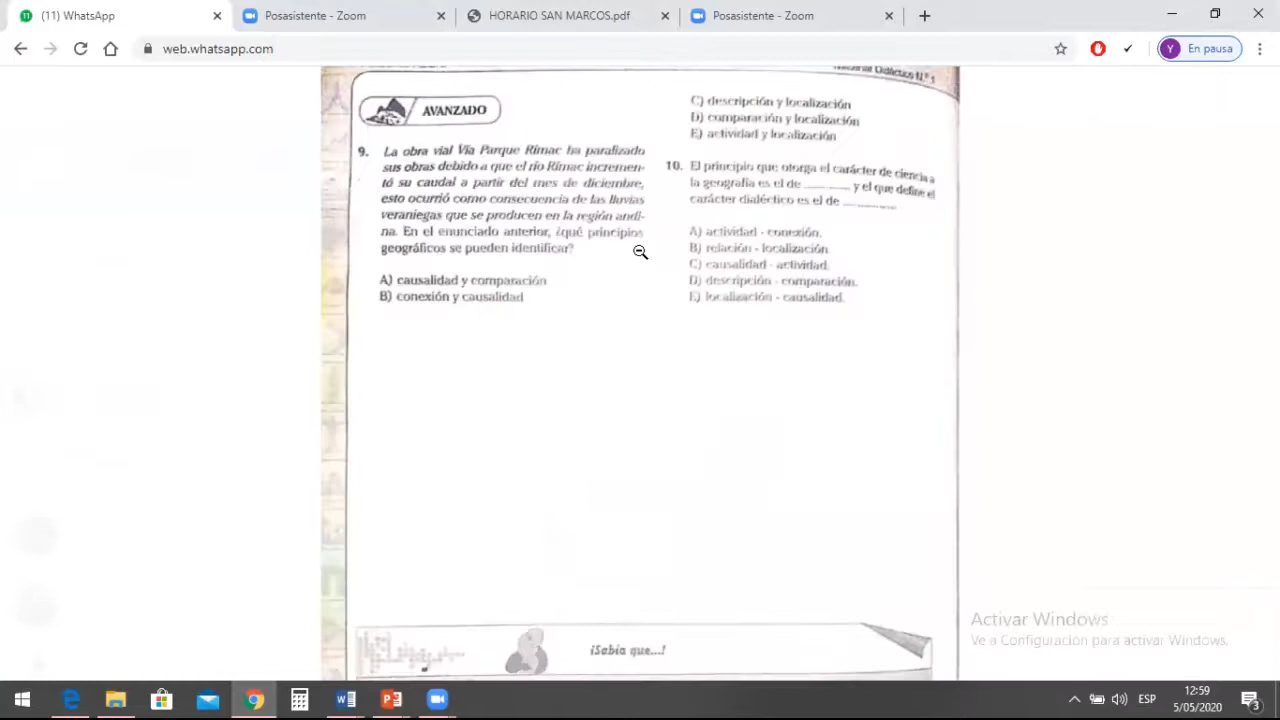 (11) WhatsApp
Posasistente - Zoom
HORARIO SAN MARCOS.pdf
Posasistente - Zoom
web.whatsapp.com
Y
En pausa
Didáctico N.º 1
AVANZADO
9. La obra vial Vía Parque Rímac ha paralizado
sus obras debido a que el río Rímac incremen-
tó su caudal a partir del mes de diciembre,
esto ocurrió como consecuencia de las lluvias
veraniegas que se producen en la región andi-
na. En el enunciado anterior, ¿qué principios
geográficos se pueden identificar?
A) causalidad y comparación
B) conexión y causalidad
C) descripción y localización
D) comparación y localización
E) actividad y localización
10. El principio que otorga el carácter de ciencia a
la geografía es el de ________ y el que define el
carácter dialéctico es el de ________.
A) actividad - conexión.
B) relación - localización.
C) causalidad - actividad.
D) descripción - comparación.
E) localización - causalidad.
¡Sabía que...!
Activar Windows
Ve a Configuración para activar Windows.
ESP
12:59
5/05/2020
3